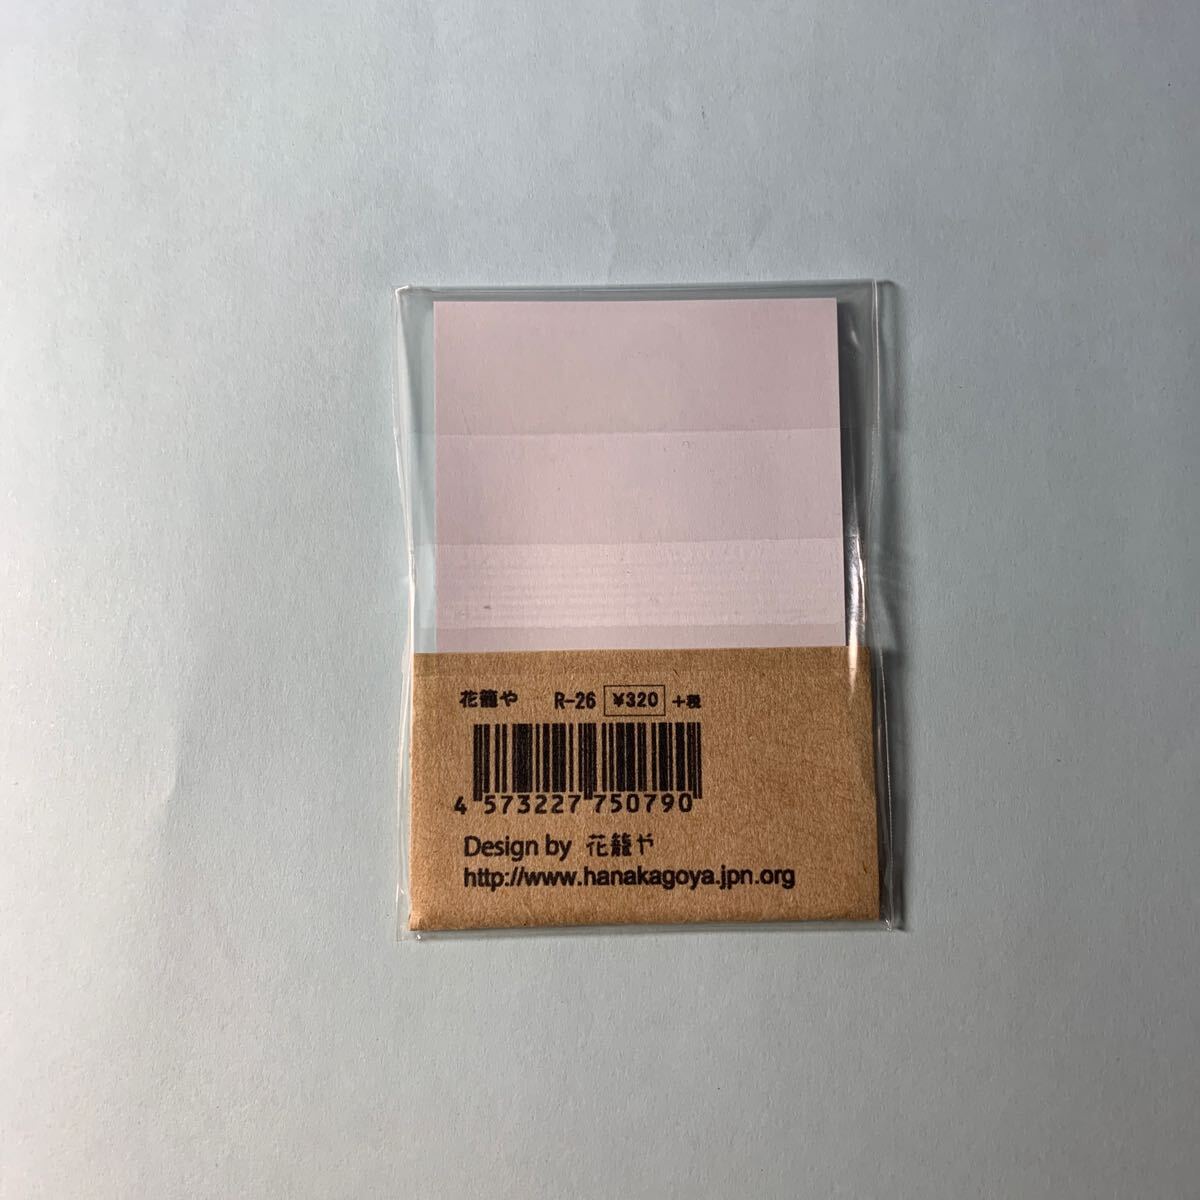 花籠や R-26 ¥320 +税
4 573227 750790
Design by 花籠や
http://www.hanakagoya.jpn.org